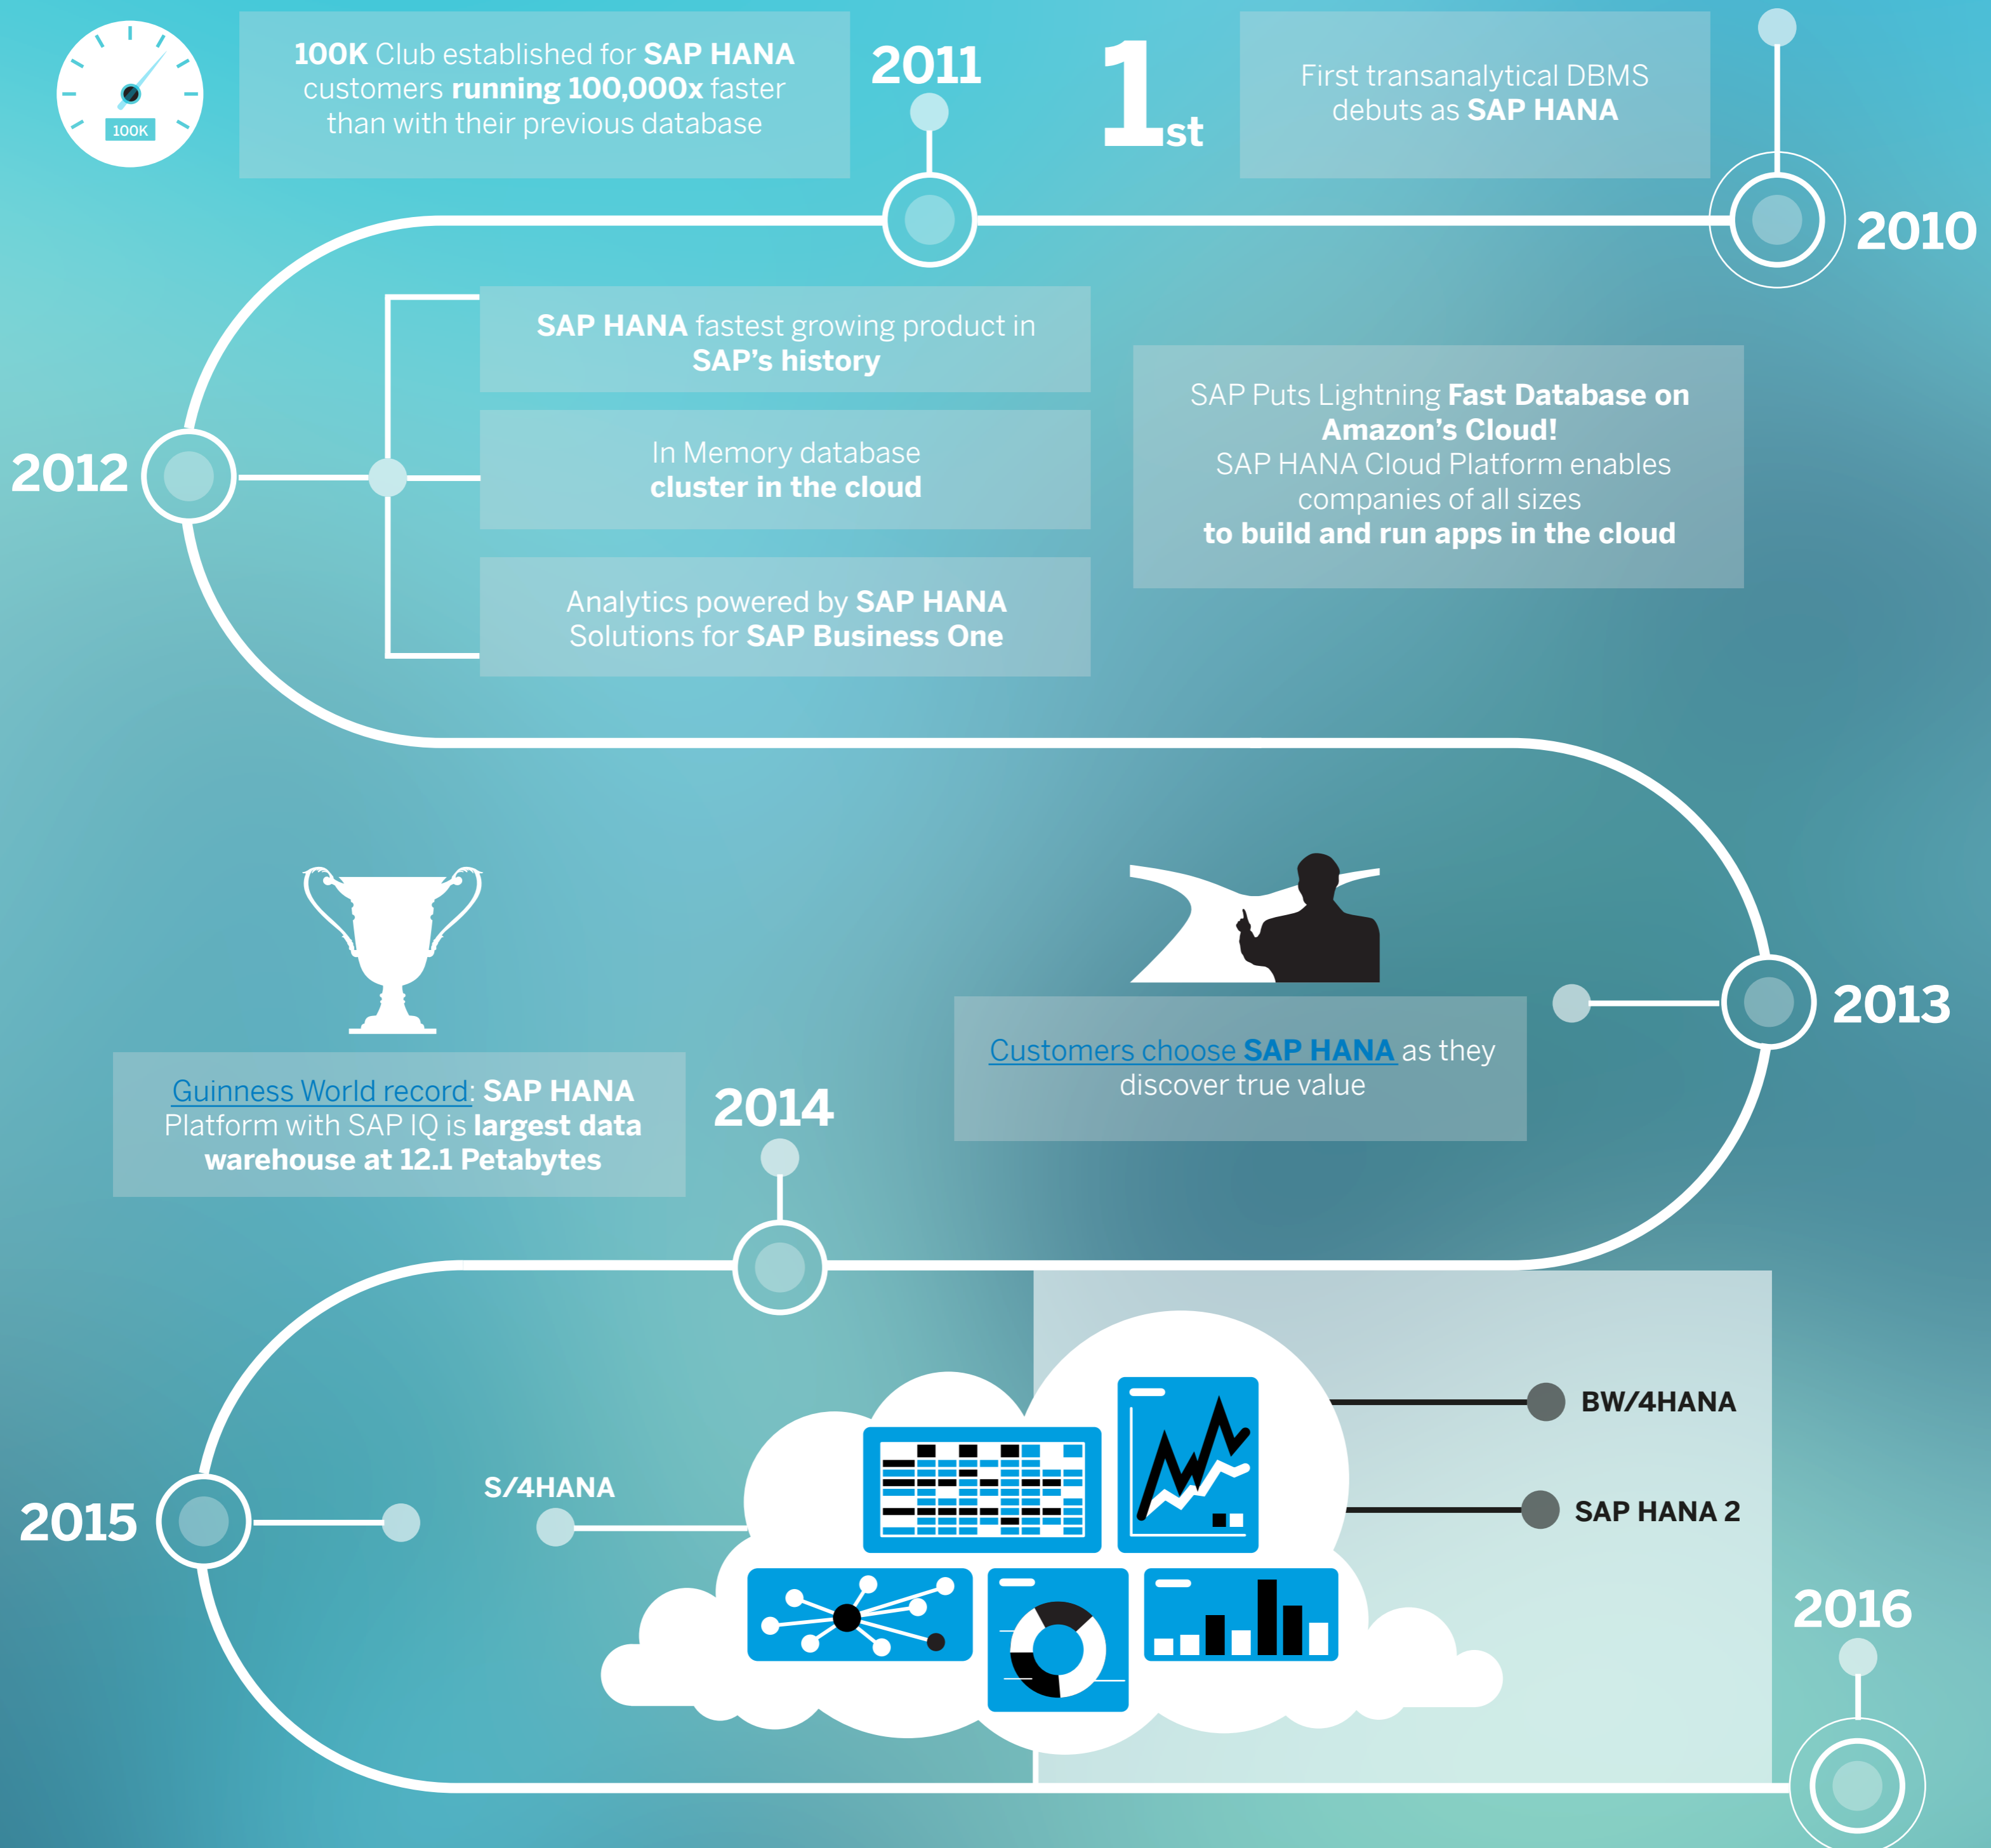 100K Club established for SAP HANA
customers running 100,000x faster
than with their previous database
100K
2011
1st
First transanalytical DBMS
debuts as SAP HANA
2010
SAP HANA fastest growing product in
SAP’s history
In Memory database
cluster in the cloud
Analytics powered by SAP HANA
Solutions for SAP Business One
SAP Puts Lightning Fast Database on
Amazon’s Cloud!
SAP HANA Cloud Platform enables
companies of all sizes
to build and run apps in the cloud
2012
2013
Customers choose SAP HANA as they
discover true value
Guinness World record: SAP HANA
Platform with SAP IQ is largest data
warehouse at 12.1 Petabytes
2014
2015
S/4HANA
BW/4HANA
SAP HANA 2
2016